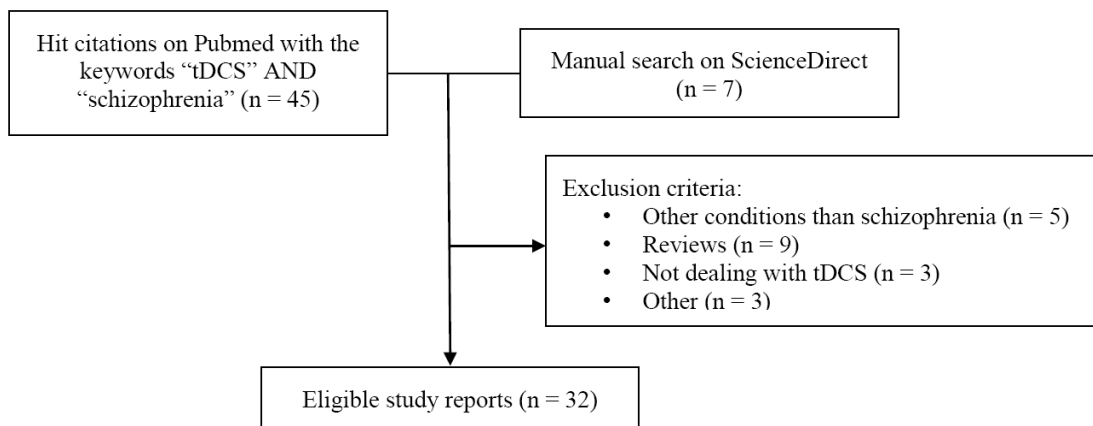 Hit citations on Pubmed with the
keywords “tDCS” AND
“schizophrenia” (n = 45)
Manual search on ScienceDirect
(n = 7)
Exclusion criteria:
• Other conditions than schizophrenia (n = 5)
• Reviews (n = 9)
• Not dealing with tDCS (n = 3)
• Other (n = 3)
Eligible study reports (n = 32)